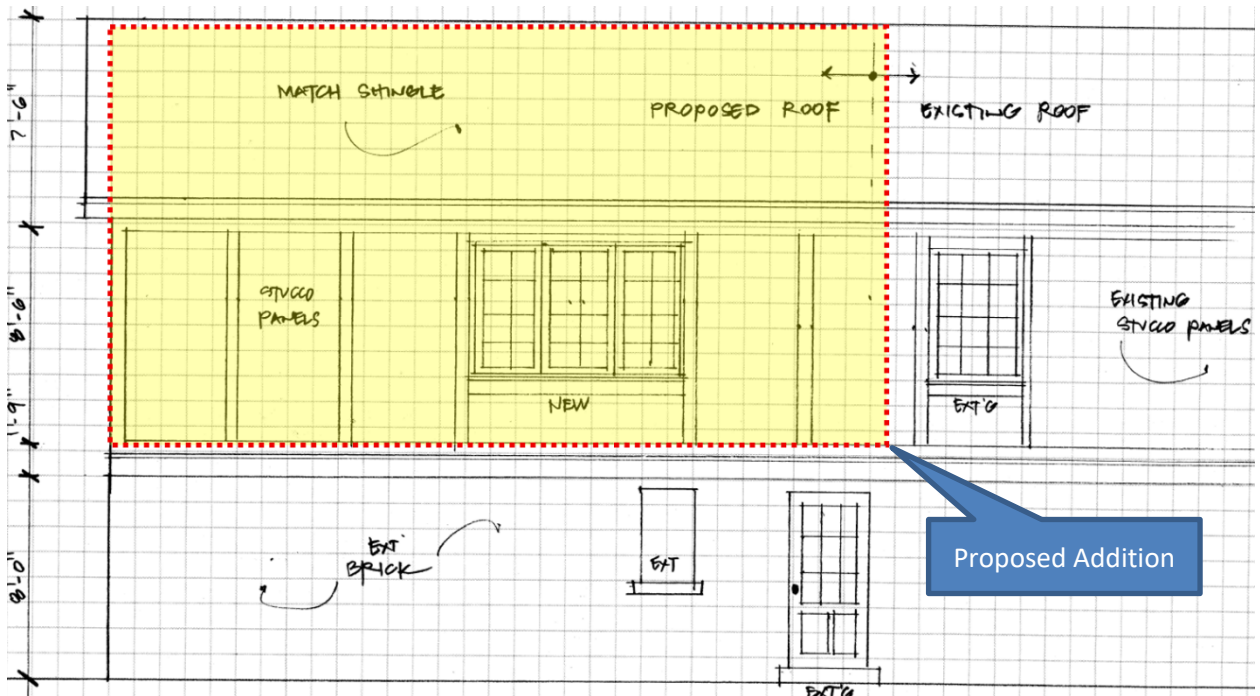 7'-6"
MATCH SHINGLE
PROPOSED ROOF
EXISTING ROOF
8'-6"
STUCCO
PANELS
NEW
EXT'G
EXISTING
STUCCO PANELS
1'-9"
8'-0"
EXT
BRICK
EXT
EXT'G
Proposed Addition